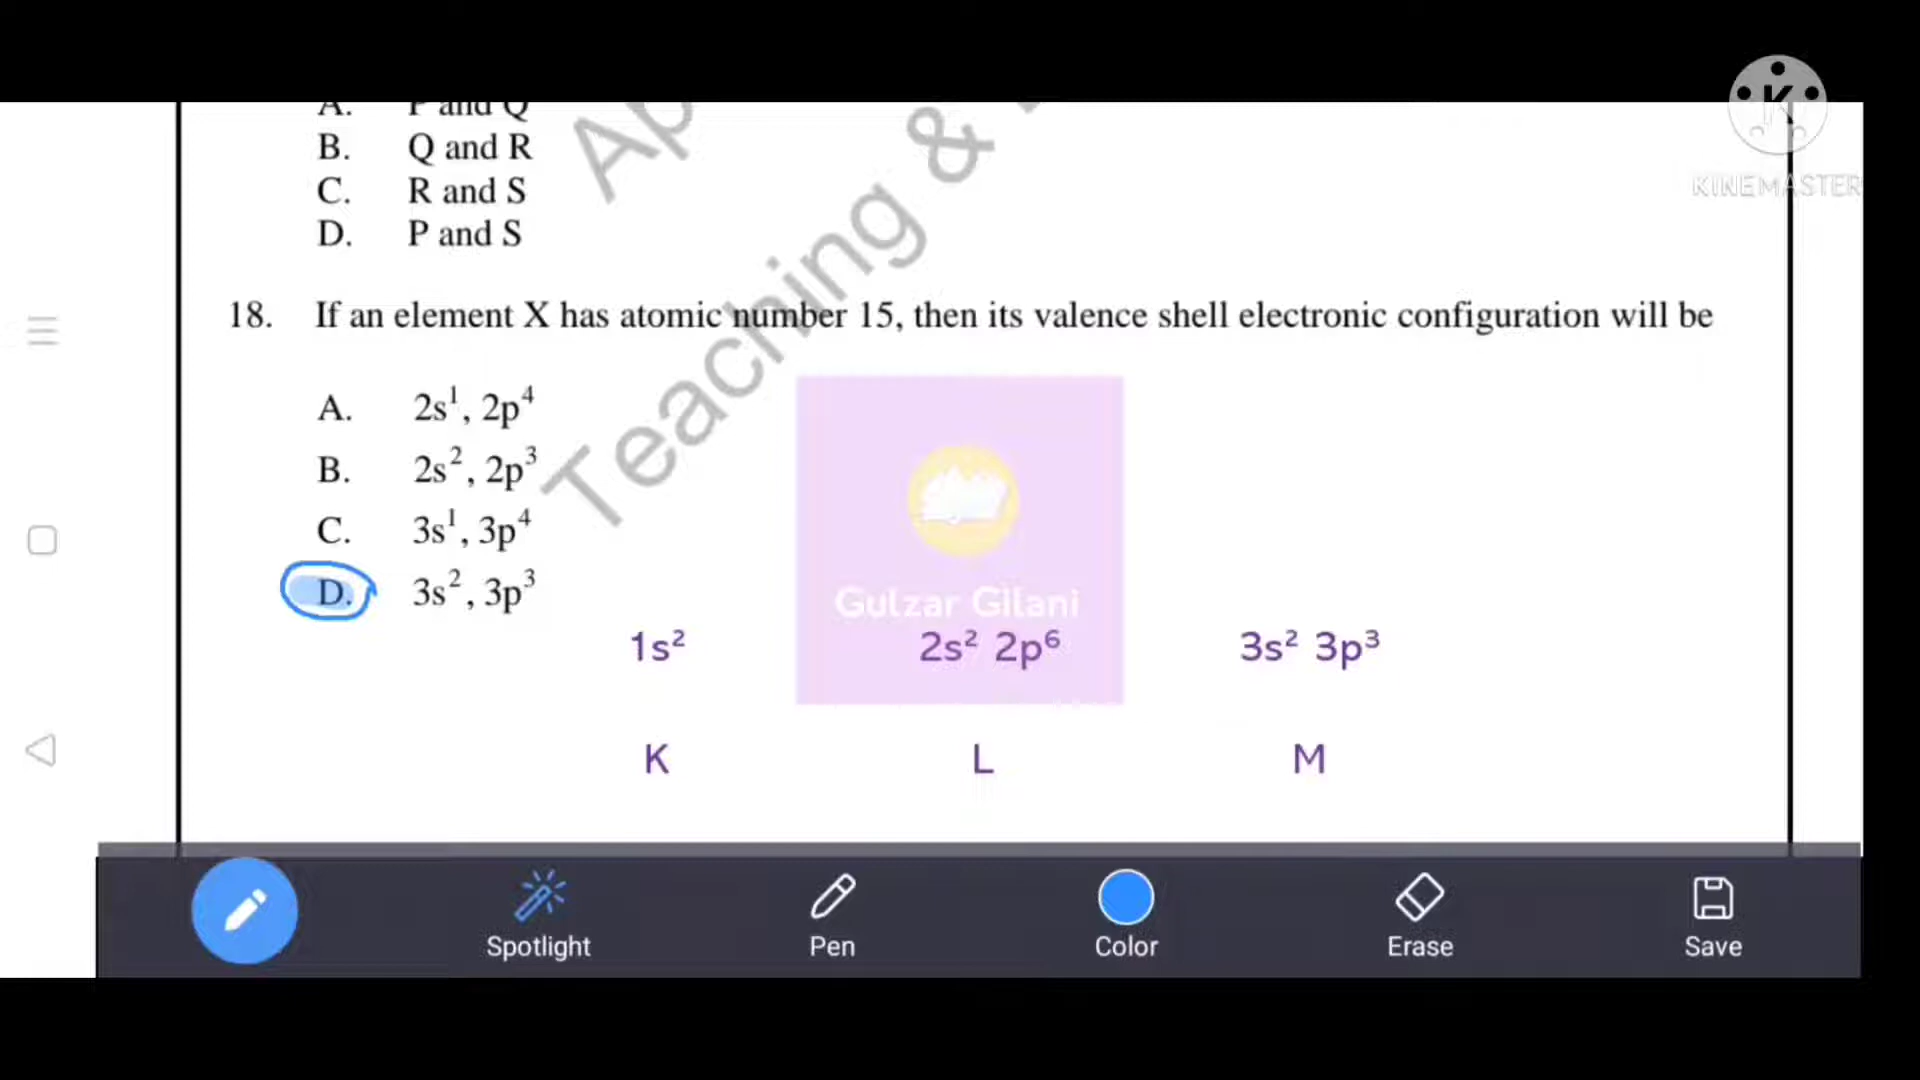 A. P and Q
B. Q and R
C. R and S
D. P and S
KINEMASTER
Teaching &
18. If an element X has atomic number 15, then its valence shell electronic configuration will be
A. 2s¹, 2p⁴
B. 2s², 2p³
C. 3s¹, 3p⁴
D. 3s², 3p³
Gulzar Gilani
1s² 2s² 2p⁶ 3s² 3p³
K L M
Spotlight Pen Color Erase Save